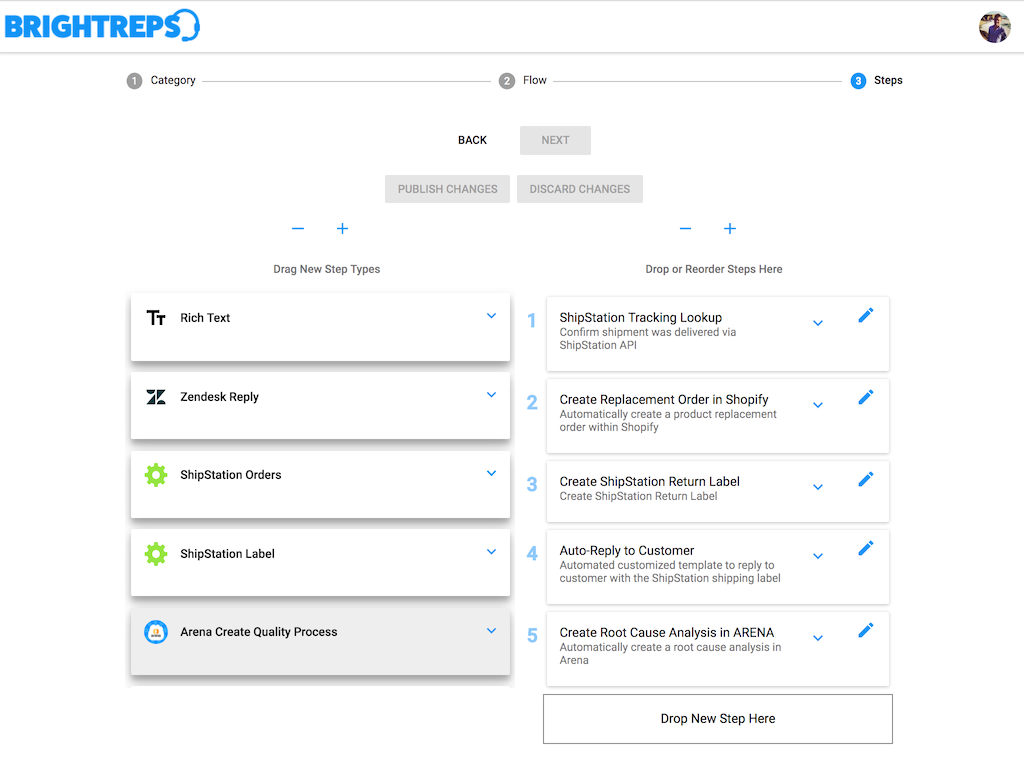 BRIGHTREPS
1 Category
2 Flow
3 Steps
BACK
NEXT
PUBLISH CHANGES
DISCARD CHANGES
Drag New Step Types
Rich Text
Zendesk Reply
ShipStation Orders
ShipStation Label
Arena Create Quality Process
Drop or Reorder Steps Here
1
ShipStation Tracking Lookup
Confirm shipment was delivered via
ShipStation API
2
Create Replacement Order in Shopify
Automatically create a product replacement
order within Shopify
3
Create ShipStation Return Label
Create ShipStation Return Label
4
Auto-Reply to Customer
Automated customized template to reply to
customer with the ShipStation shipping label
5
Create Root Cause Analysis in ARENA
Automatically create a root cause analysis in
Arena
Drop New Step Here